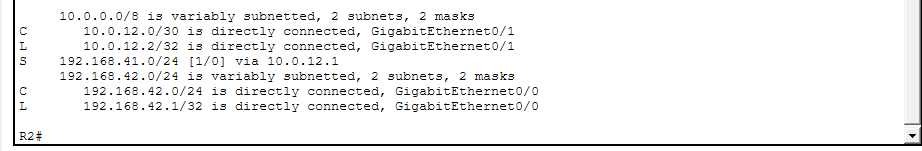 10.0.0.0/8 is variably subnetted, 2 subnets, 2 masks
C 10.0.12.0/30 is directly connected, GigabitEthernet0/1
L 10.0.12.2/32 is directly connected, GigabitEthernet0/1
S 192.168.41.0/24 [1/0] via 10.0.12.1
192.168.42.0/24 is variably subnetted, 2 subnets, 2 masks
C 192.168.42.0/24 is directly connected, GigabitEthernet0/0
L 192.168.42.1/32 is directly connected, GigabitEthernet0/0
R2#